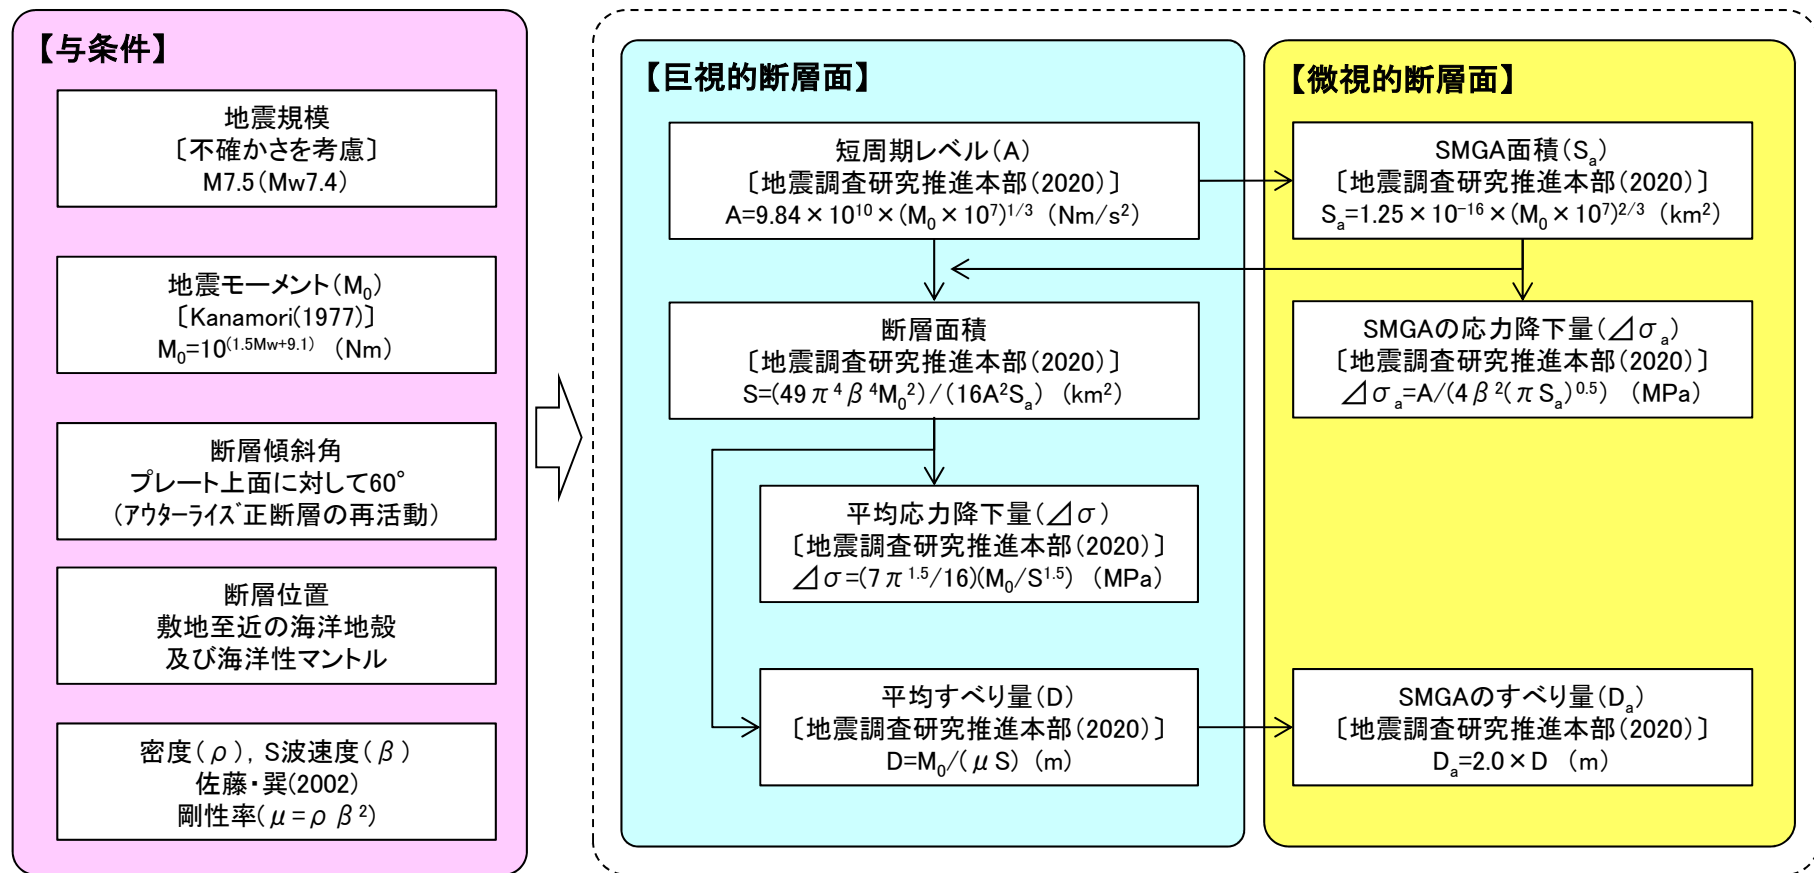 【与条件】
地震規模
〔不確かさを考慮〕
M7.5(Mw7.4)
地震モーメント(M₀)
〔Kanamori(1977)〕
M₀=10^(1.5Mw+9.1) (Nm)
断層傾斜角
プレート上面に対して60°
(アウターライズ正断層の再活動)
断層位置
敷地至近の海洋地殻
及び海洋性マントル
密度(ρ), S波速度(β)
佐藤・巽(2002)
剛性率(μ=ρβ²)
【巨視的断層面】
短周期レベル(A)
〔地震調査研究推進本部(2020)〕
A=9.84×10¹⁰×(M₀×10⁷)^1/3 (Nm/s²)
断層面積
〔地震調査研究推進本部(2020)〕
S=(49π⁴β⁴M₀²)/(16A²Sₐ) (km²)
平均応力降下量(⊿σ)
〔地震調査研究推進本部(2020)〕
⊿σ=(7π^1.5/16)(M₀/S^1.5) (MPa)
平均すべり量(D)
〔地震調査研究推進本部(2020)〕
D=M₀/(μS) (m)
【微視的断層面】
SMGA面積(Sₐ)
〔地震調査研究推進本部(2020)〕
Sₐ=1.25×10⁻¹⁶×(M₀×10⁷)^2/3 (km²)
SMGAの応力降下量(⊿σₐ)
〔地震調査研究推進本部(2020)〕
⊿σₐ=A/(4β²(πSₐ)^0.5) (MPa)
SMGAのすべり量(Dₐ)
〔地震調査研究推進本部(2020)〕
Dₐ=2.0×D (m)